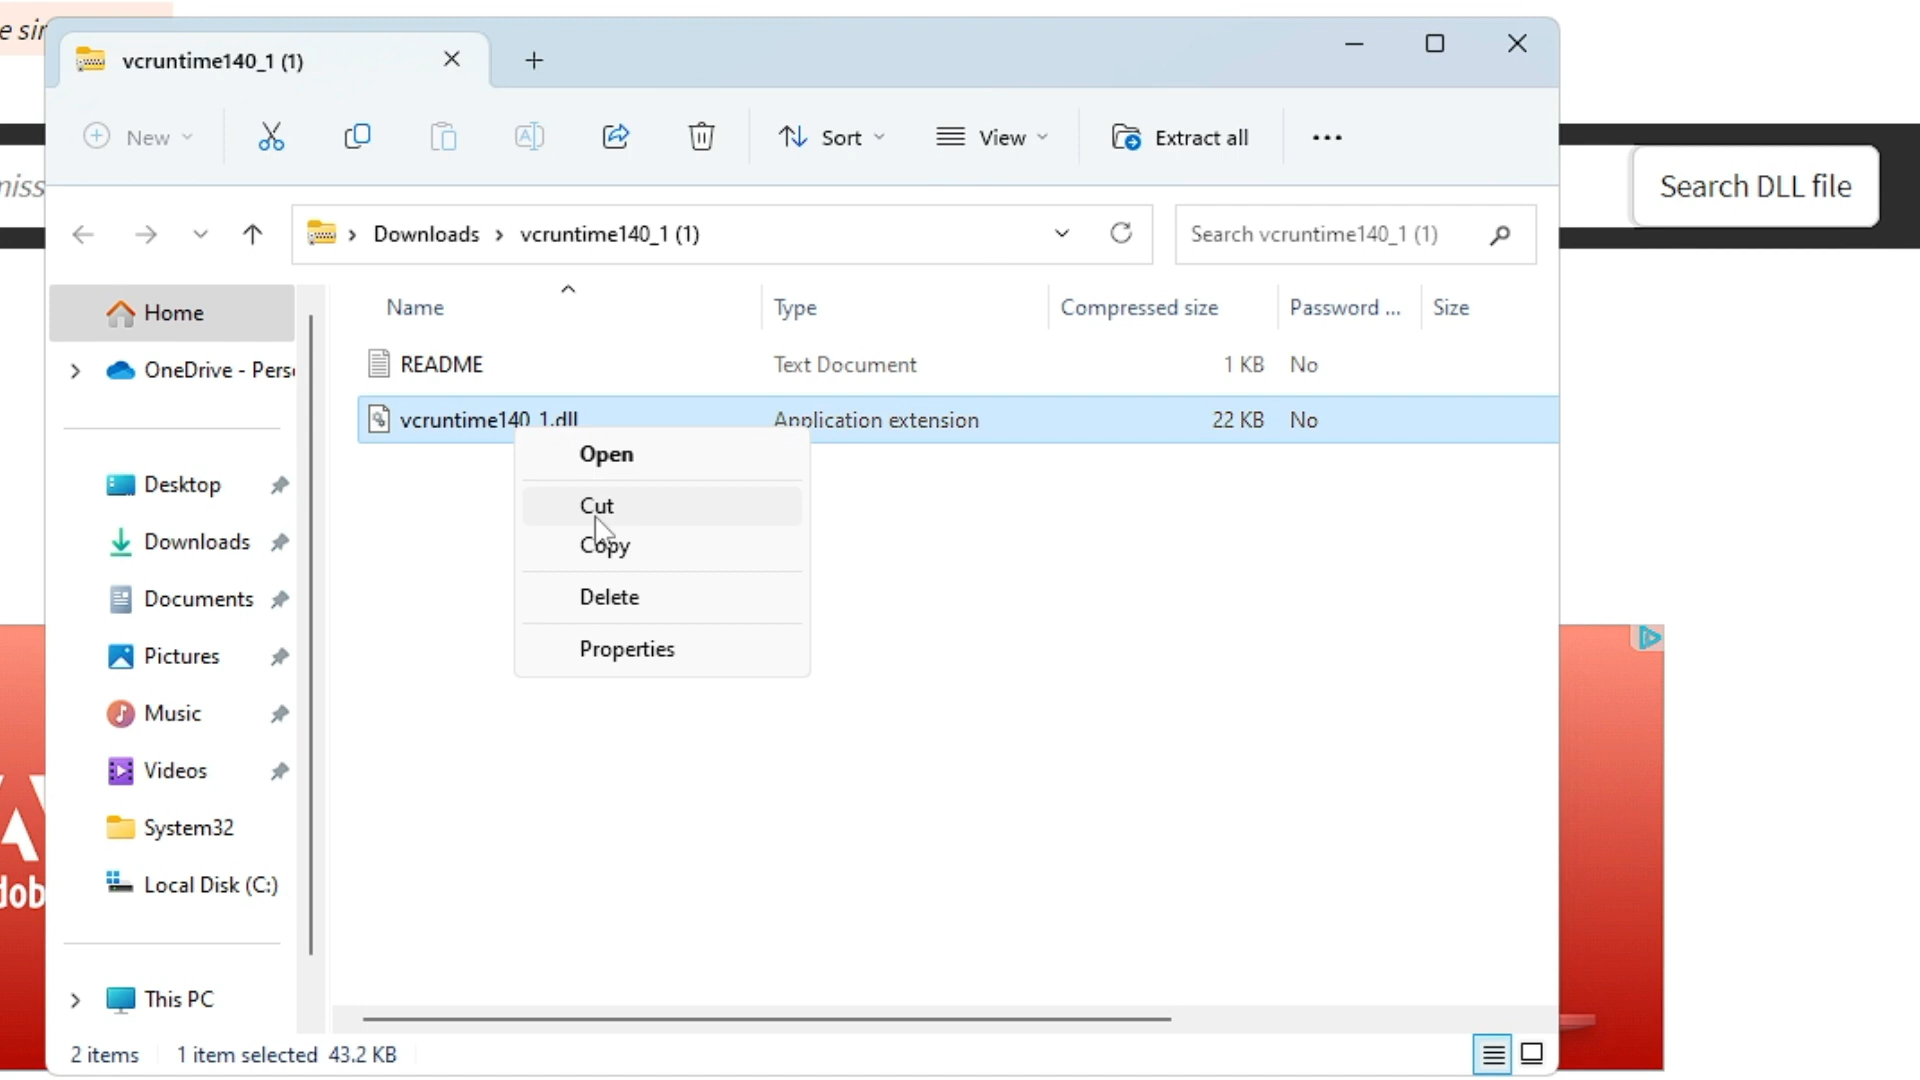 e sin
vcruntime140_1 (1)
New
Sort
View
Extract all
miss
Search DLL file
Downloads
vcruntime140_1 (1)
Search vcruntime140_1 (1)
Name
Type
Compressed size
Password ...
Size
Home
README
Text Document
1 KB
No
OneDrive - Pers
vcruntime140_1.dll
Application extension
22 KB
No
Open
Cut
Copy
Delete
Properties
Desktop
Downloads
Documents
Pictures
Music
Videos
System32
Local Disk (C:)
This PC
dob
2 items
1 item selected 43.2 KB